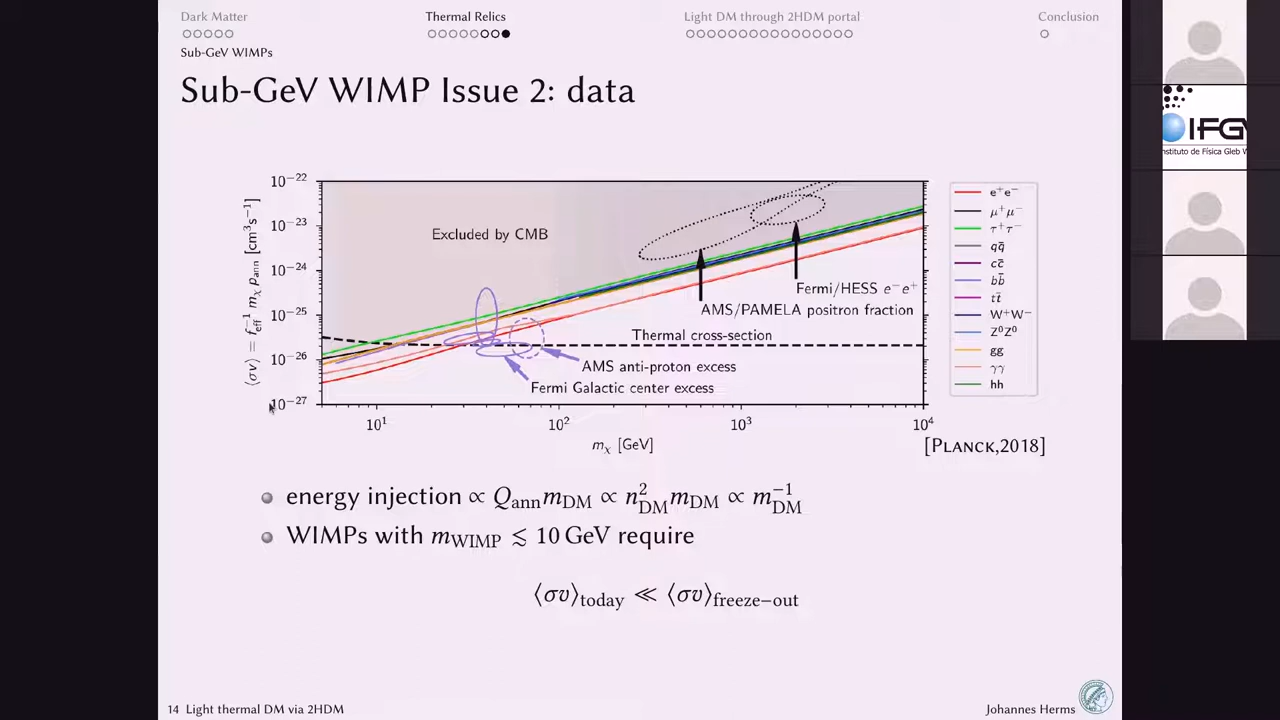 Dark Matter
Thermal Relics
Light DM through 2HDM portal
Conclusion
Sub-GeV WIMPs
Sub-GeV WIMP Issue 2: data
10⁻²²
10⁻²³
10⁻²⁴
10⁻²⁵
10⁻²⁶
10⁻²⁷
⟨σv⟩ = f_eff⁻¹ m_χ p_ann [cm³ s⁻¹]
Excluded by CMB
Fermi/HESS e⁻e⁺
AMS/PAMELA positron fraction
Thermal cross-section
AMS anti-proton excess
Fermi Galactic center excess
10¹
10²
10³
10⁴
m_χ [GeV]
e⁺e⁻
μ⁺μ⁻
τ⁺τ⁻
qq̄
cc̄
bb̄
tt̄
W⁺W⁻
Z⁰Z⁰
gg
γγ
hh
[PLANCK,2018]
energy injection ∝ Q_ann m_DM ∝ n²_DM m_DM ∝ m⁻¹_DM
WIMPs with m_WIMP ≲ 10 GeV require
⟨σv⟩_today ≪ ⟨σv⟩_freeze−out
14 Light thermal DM via 2HDM
Johannes Herms
IFG
nstituto de Física Gleb W